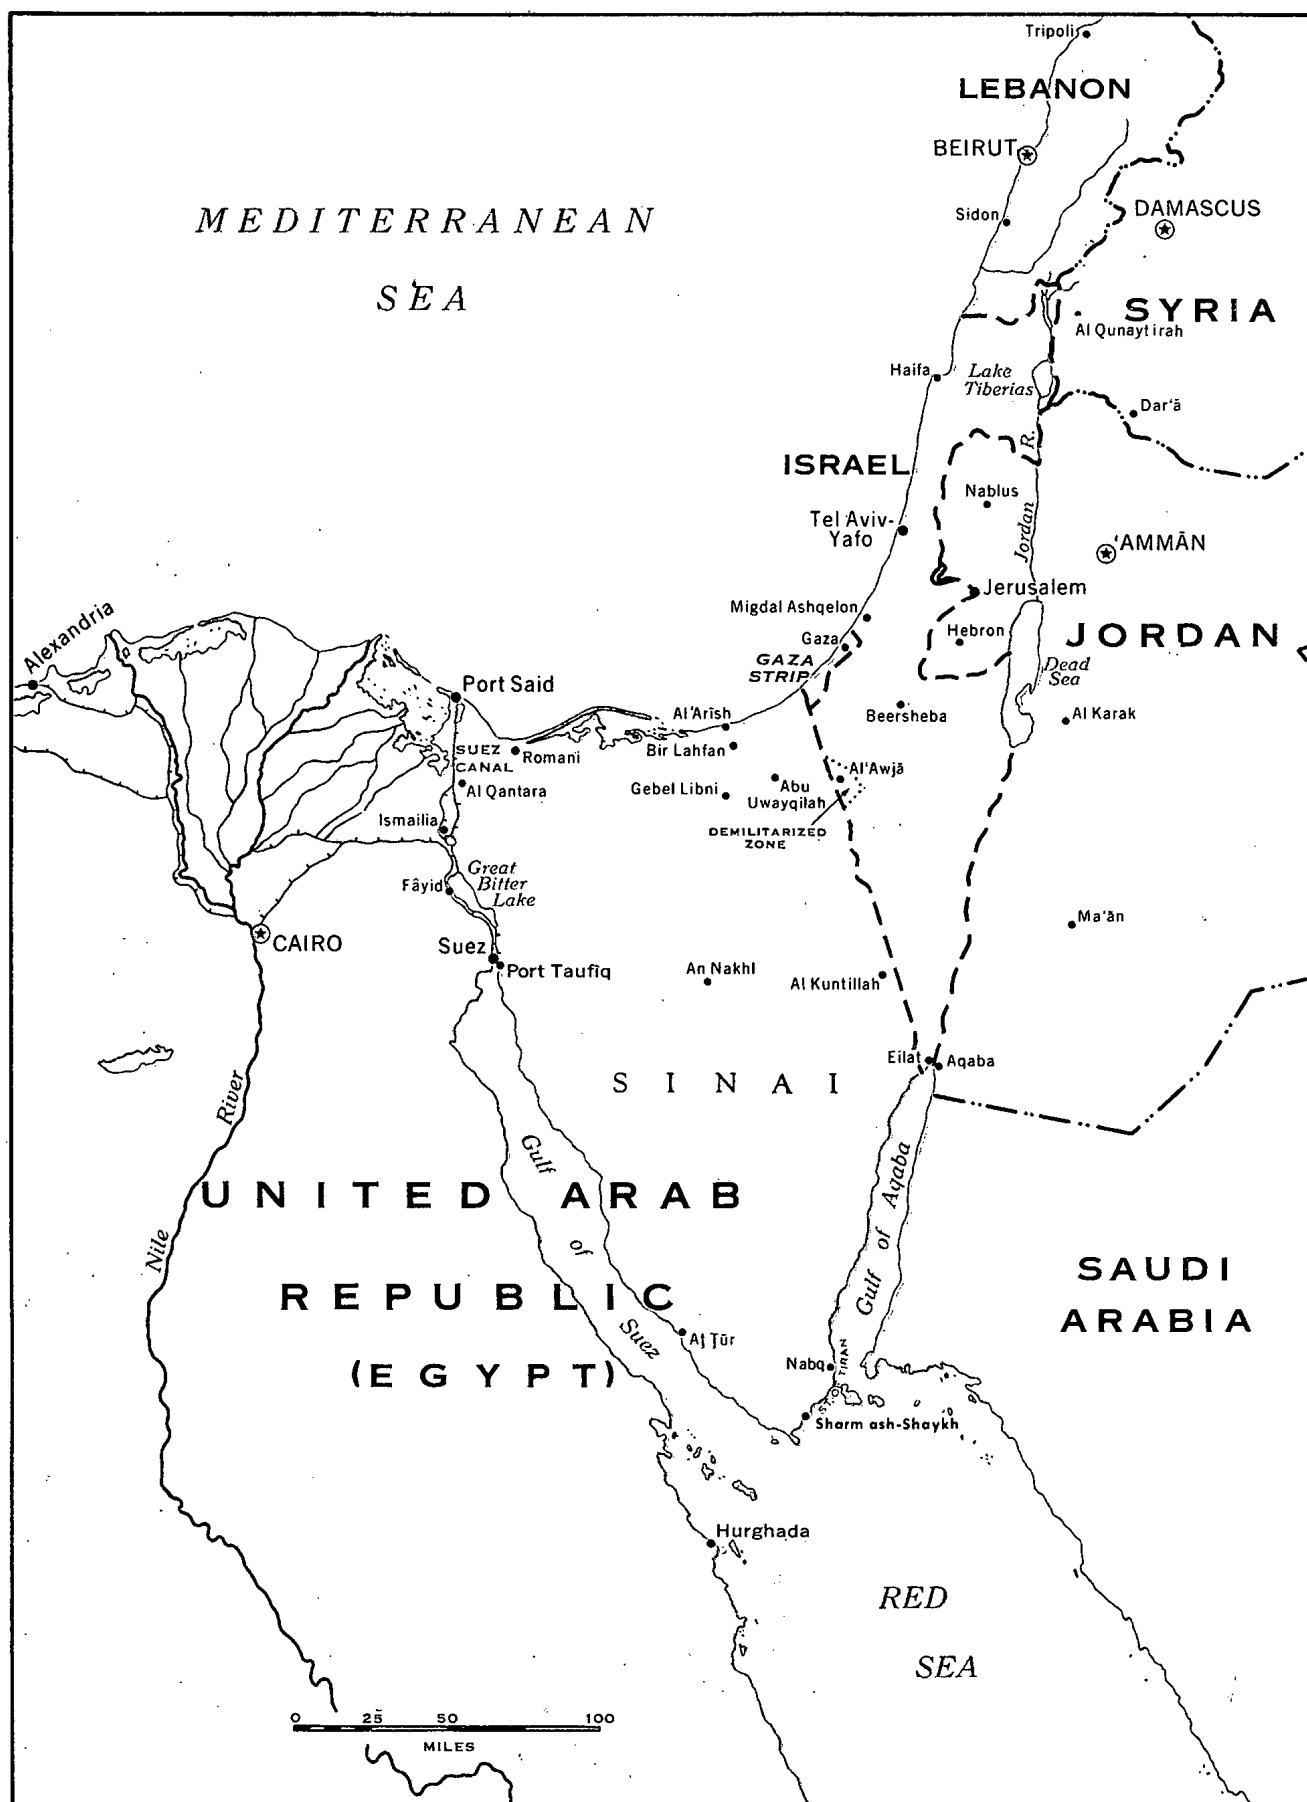 Tripoli
LEBANON
BEIRUT
MEDITERRANEAN
SEA
Sidon
DAMASCUS
SYRIA
Al Qunaytirah
Haifa
Lake
Tiberias
Dar'ā
ISRAEL
Nablus
Jordan R.
Tel Aviv-
Yafo
'AMMĀN
Jerusalem
Migdal Ashqelon
Hebron
JORDAN
Gaza
GAZA
STRIP
Dead
Sea
Alexandria
Port Said
Al'Arīsh
Beersheba
Al Karak
SUEZ
CANAL
Romani
Bir Lahfan
Al'Awjā
Al Qantara
Gebel Libni
Abu
Uwayqilah
Ismailia
DEMILITARIZED
ZONE
Great
Bitter
Lake
Fâyid
CAIRO
Suez
Port Taufīq
An Nakhl
Al Kuntillah
Ma'ān
Eilat
Aqaba
SINAI
Nile River
Gulf of Suez
Gulf of Aqaba
UNITED ARAB
REPUBLIC
(EGYPT)
SAUDI
ARABIA
Aţ Ţūr
Nabq
ST. OF TIRAN
Sharm ash-Shaykh
Hurghada
RED
SEA
0 25 50 100
MILES